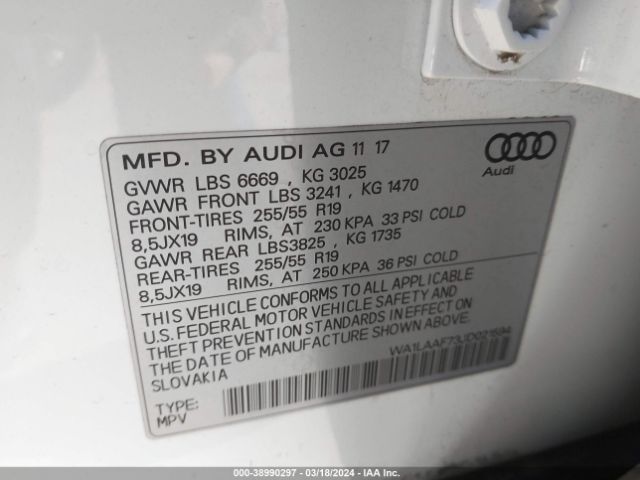 MFD. BY AUDI AG 11 17
Audi
GVWR LBS 6669 , KG 3025
GAWR FRONT LBS 3241 , KG 1470
FRONT-TIRES 255/55 R19
8,5JX19 RIMS, AT 230 KPA 33 PSI COLD
GAWR REAR LBS3825 , KG 1735
REAR-TIRES 255/55 R19
8,5JX19 RIMS, AT 250 KPA 36 PSI COLD
THIS VEHICLE CONFORMS TO ALL APPLICABLE
U.S. FEDERAL MOTOR VEHICLE SAFETY AND
THEFT PREVENTION STANDARDS IN EFFECT ON
THE DATE OF MANUFACTURE SHOWN ABOVE.
SLOVAKIA
WA1LAAF73JD021594
TYPE:
MPV
000-38990297 - 03/18/2024 - IAA Inc.